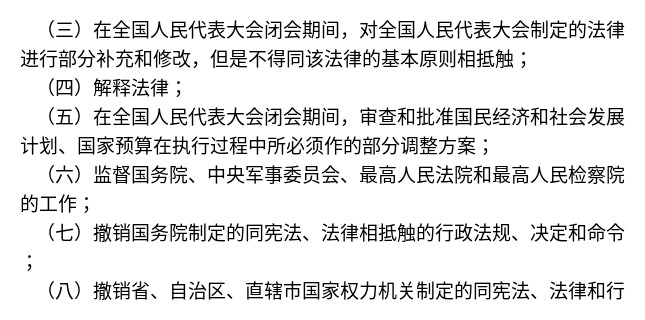 （三）在全国人民代表大会闭会期间，对全国人民代表大会制定的法律
进行部分补充和修改，但是不得同该法律的基本原则相抵触；
（四）解释法律；
（五）在全国人民代表大会闭会期间，审查和批准国民经济和社会发展
计划、国家预算在执行过程中所必须作的部分调整方案；
（六）监督国务院、中央军事委员会、最高人民法院和最高人民检察院
的工作；
（七）撤销国务院制定的同宪法、法律相抵触的行政法规、决定和命令
；
（八）撤销省、自治区、直辖市国家权力机关制定的同宪法、法律和行